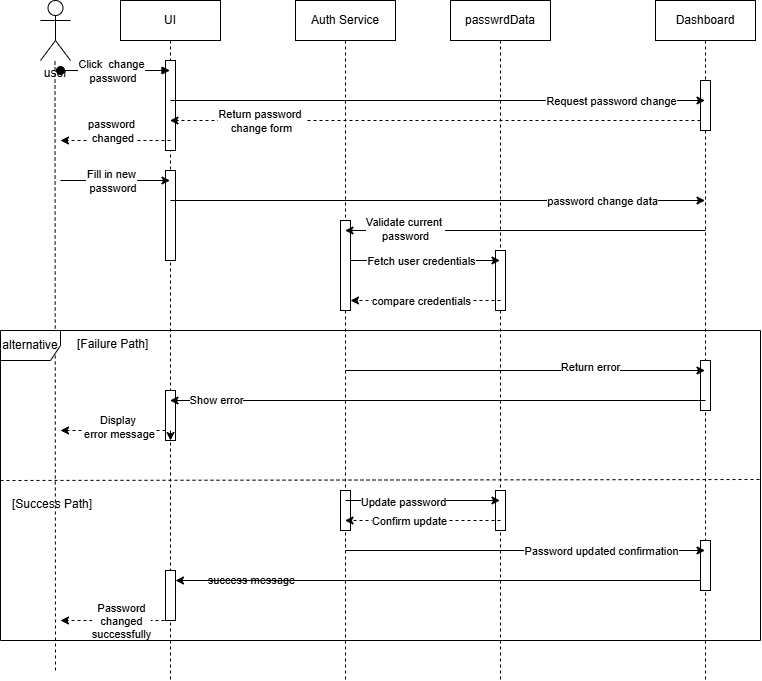 UI
Auth Service
passwrdData
Dashboard
user
Click  change
password
Request password change
Return password
change form
password
changed
Fill in new
password
password change data
Validate current
password
Fetch user credentials
compare credentials
alternative
[Failure Path]
Return error
Show error
Display
error message
[Success Path]
Update password
Confirm update
Password updated confirmation
success message
Password
changed
successfully